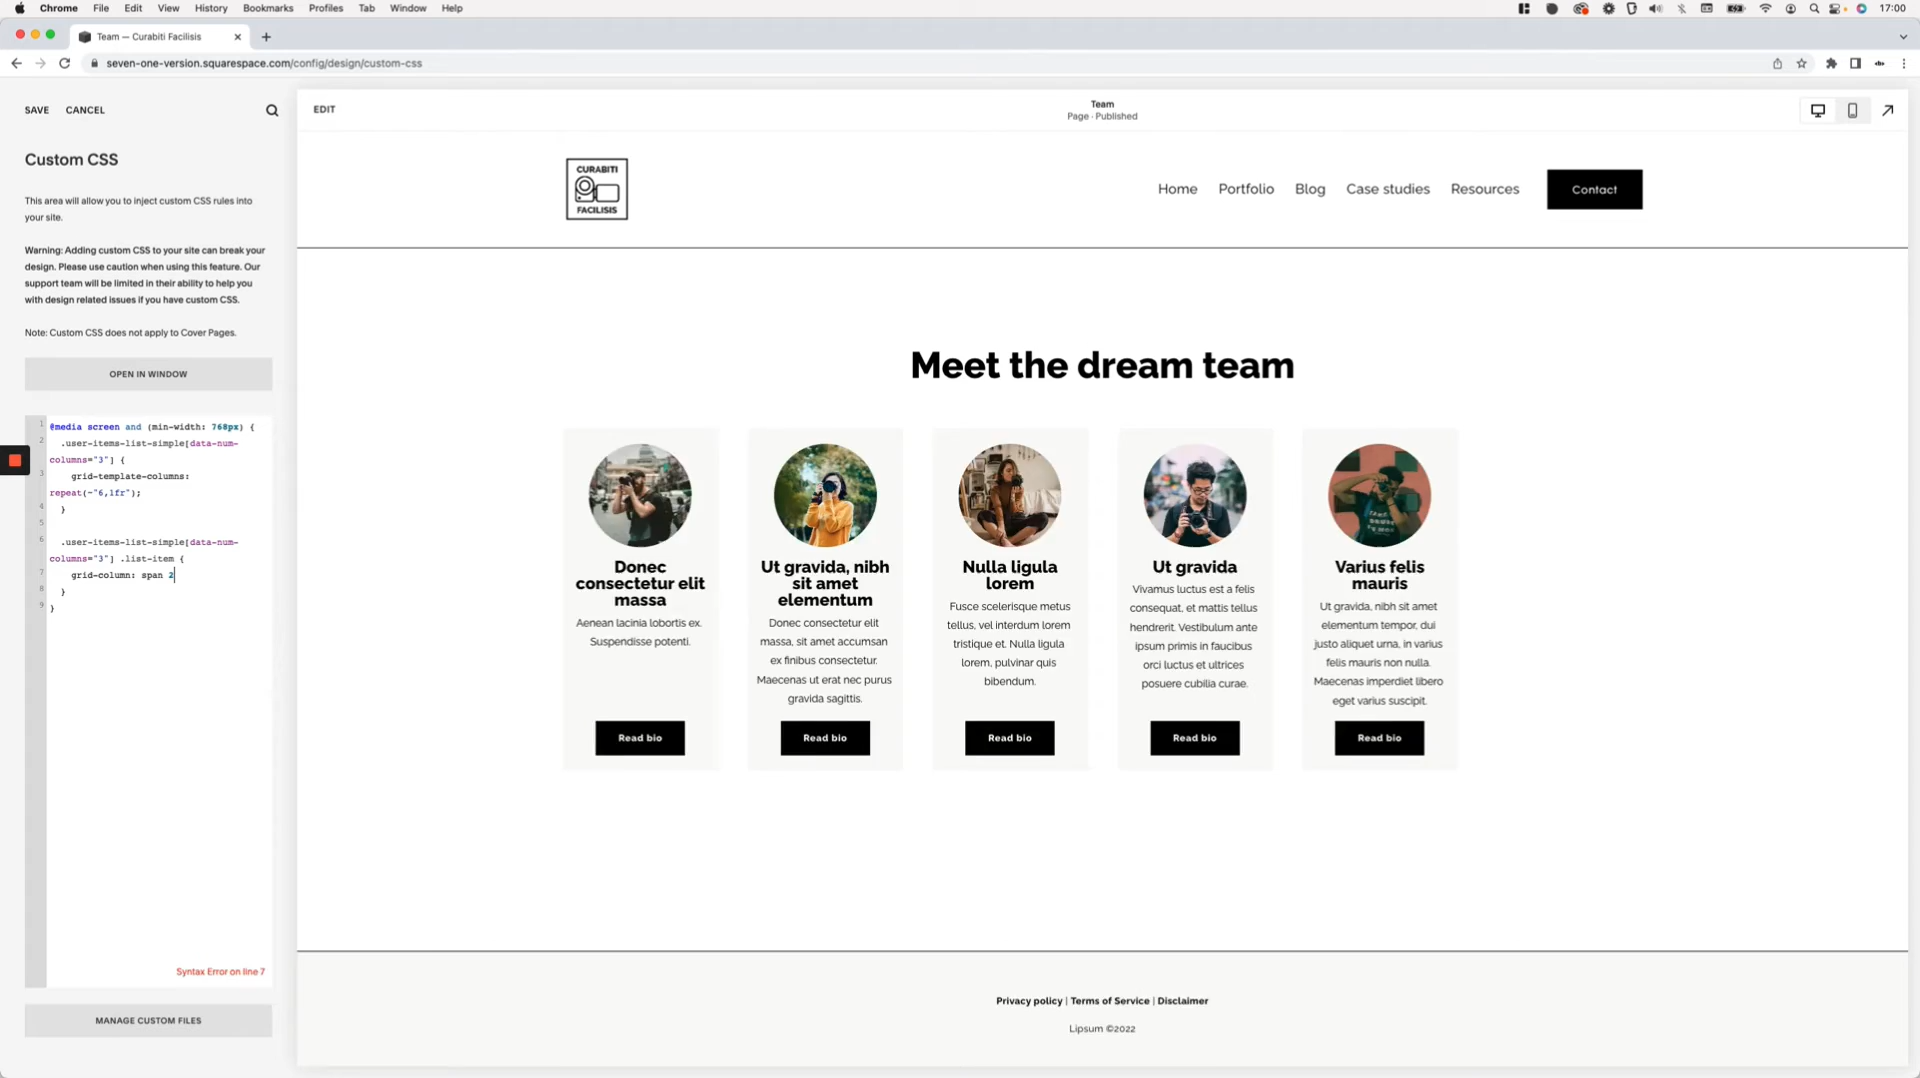 Chrome File Edit View History Bookmarks Profiles Tab Window Help 17:00
Team — Curabiti Facilisis
seven-one-version.squarespace.com/config/design/custom-css
SAVE CANCEL
Custom CSS
This area will allow you to inject custom CSS rules into
your site.
Warning: Adding custom CSS to your site can break your
design. Please use caution when using this feature. Our
support team will be limited in their ability to help you
with design related issues if you have custom CSS.
Note: Custom CSS does not apply to Cover Pages.
OPEN IN WINDOW
1 @media screen and (min-width: 768px) {
2 .user-items-list-simple[data-num-
columns="3"] {
3 grid-template-columns:
repeat(~"6,1fr");
4 }
5
6 .user-items-list-simple[data-num-
columns="3"] .list-item {
7 grid-column: span 2
8 }
9 }
Syntax Error on line 7
MANAGE CUSTOM FILES
EDIT
Team
Page · Published
CURABITI
FACILISIS
Home Portfolio Blog Case studies Resources Contact
Meet the dream team
Donec
consectetur elit
massa
Aenean lacinia lobortis ex.
Suspendisse potenti.
Read bio
Ut gravida, nibh
sit amet
elementum
Donec consectetur elit
massa, sit amet accumsan
ex finibus consectetur.
Maecenas ut erat nec purus
gravida sagittis.
Read bio
Nulla ligula
lorem
Fusce scelerisque metus
tellus, vel interdum lorem
tristique et. Nulla ligula
lorem, pulvinar quis
bibendum.
Read bio
Ut gravida
Vivamus luctus est a felis
consequat, et mattis tellus
hendrerit. Vestibulum ante
ipsum primis in faucibus
orci luctus et ultrices
posuere cubilia curae.
Read bio
Varius felis
mauris
Ut gravida, nibh sit amet
elementum tempor, dui
justo aliquet urna, in varius
felis mauris non nulla.
Maecenas imperdiet libero
eget varius suscipit.
Read bio
Privacy policy | Terms of Service | Disclaimer
Lipsum ©2022